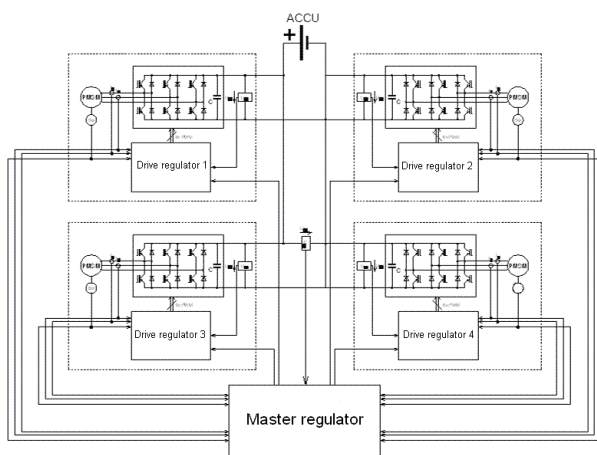 ACCU
+
PMSM
C
Drive regulator 1
PMSM
C
Drive regulator 2
PMSM
C
Drive regulator 3
PMSM
C
Drive regulator 4
Master regulator